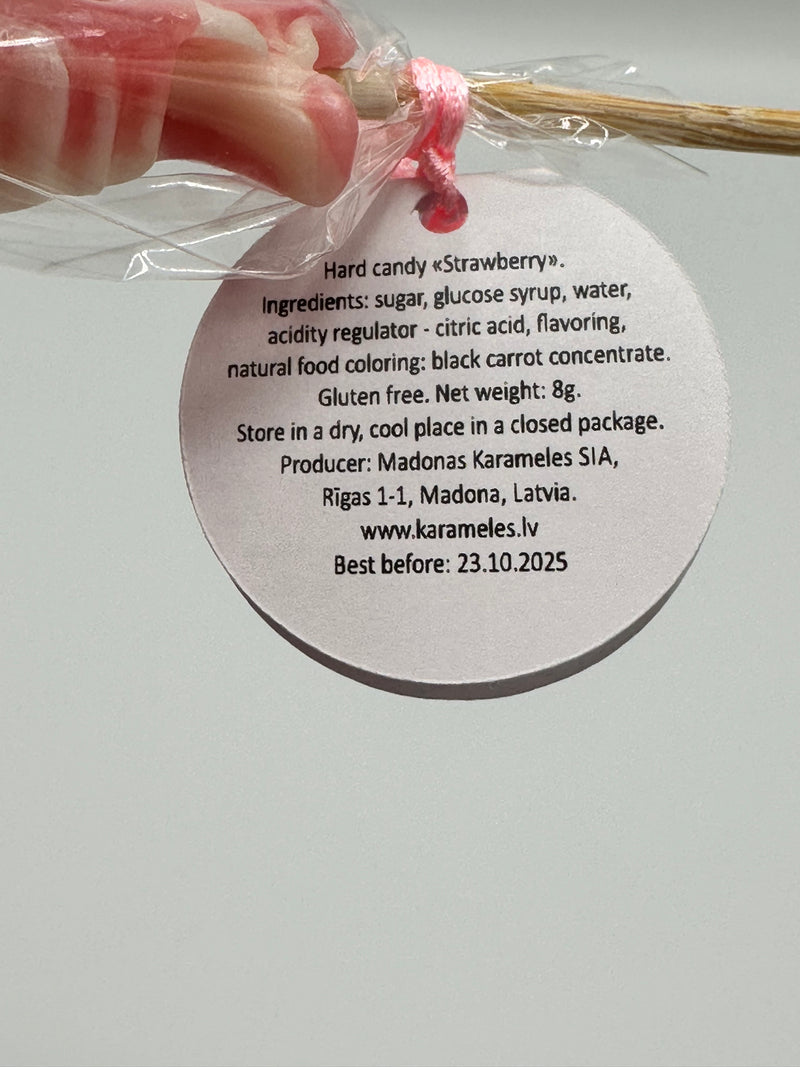 Hard candy «Strawberry».
Ingredients: sugar, glucose syrup, water,
acidity regulator - citric acid, flavoring,
natural food coloring: black carrot concentrate.
Gluten free. Net weight: 8g.
Store in a dry, cool place in a closed package.
Producer: Madonas Karameles SIA,
Rīgas 1-1, Madona, Latvia.
www.karameles.lv
Best before: 23.10.2025